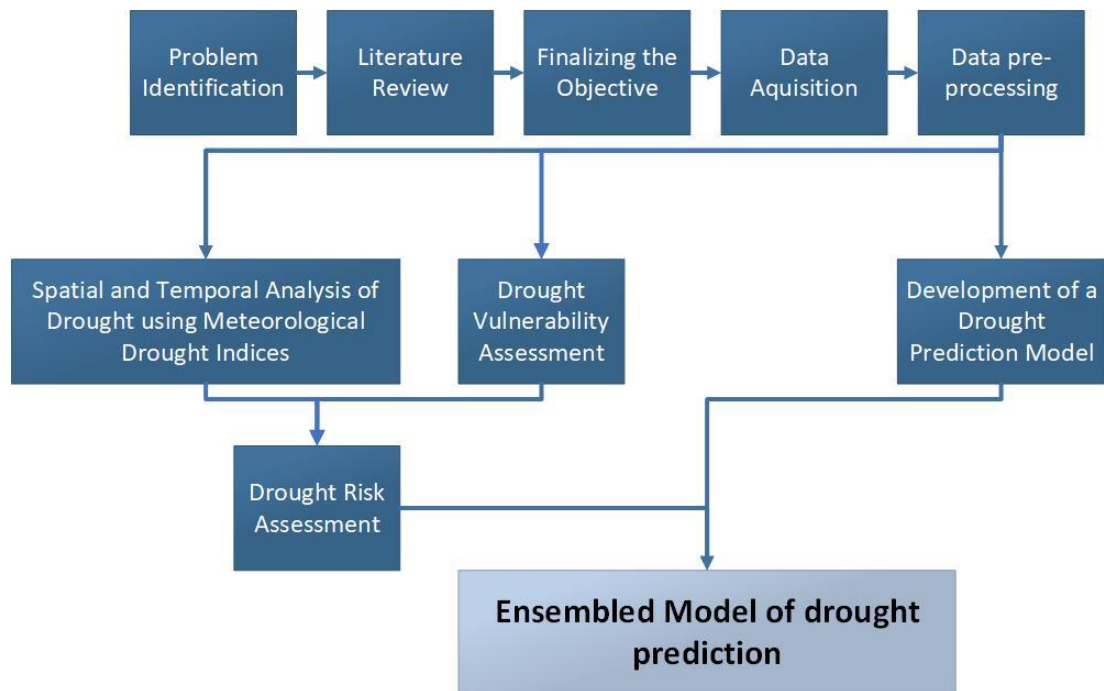 Problem
Identification
Literature
Review
Finalizing the
Objective
Data
Aquisition
Data pre-
processing
Spatial and Temporal Analysis of
Drought using Meteorological
Drought Indices
Drought
Vulnerability
Assessment
Development of a
Drought
Prediction Model
Drought Risk
Assessment
Ensembled Model of drought
prediction